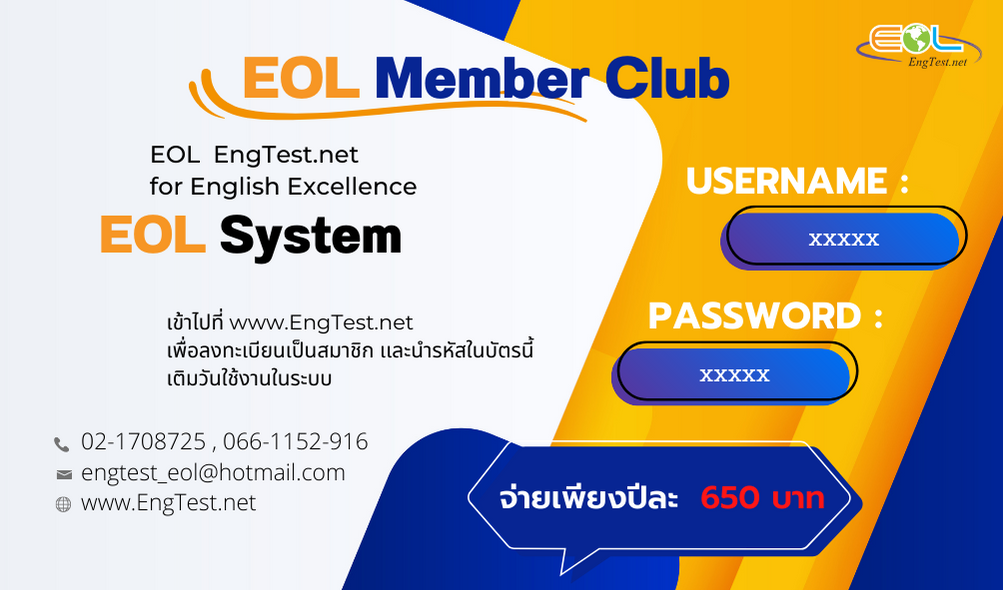 EOL
EngTest.net
EOL Member Club
EOL EngTest.net
for English Excellence
EOL System
เข้าไปที่ www.EngTest.net
เพื่อลงทะเบียนเป็นสมาชิก และนำรหัสในบัตรนี้
เติมวันใช้งานในระบบ
02-1708725 , 066-1152-916
engtest_eol@hotmail.com
www.EngTest.net
USERNAME :
xxxxx
PASSWORD :
xxxxx
จ่ายเพียงปีละ 650 บาท